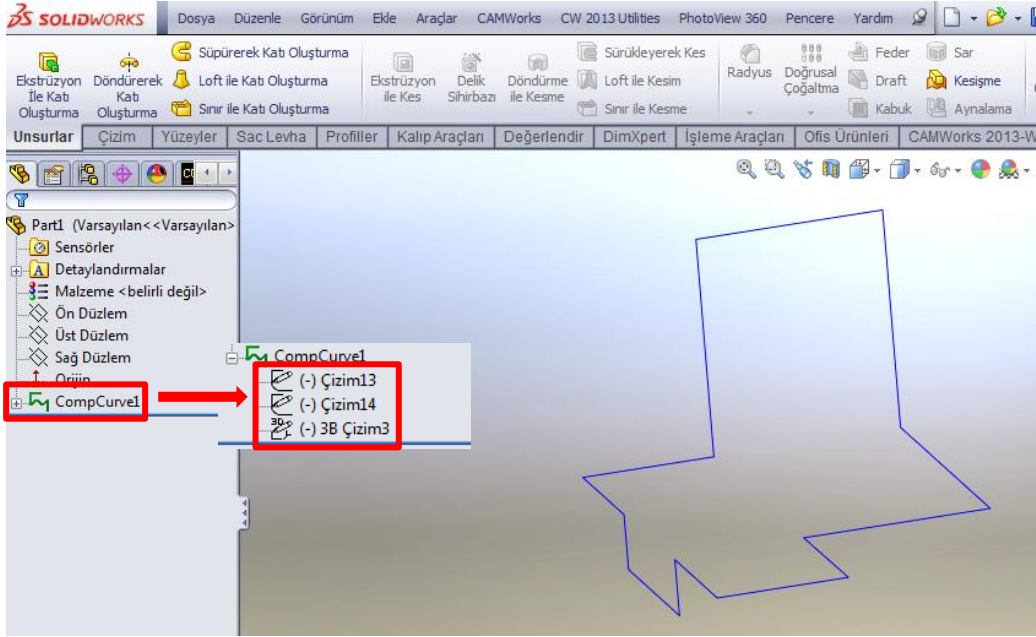 SOLIDWORKS Dosya Düzenle Görünüm Ekle Araçlar CAMWorks CW 2013 Utilities PhotoView 360 Pencere Yardım
Ekstrüzyon İle Katı Oluşturma
Döndürerek Katı Oluşturma
Süpürerek Katı Oluşturma
Loft ile Katı Oluşturma
Sınır ile Katı Oluşturma
Ekstrüzyon ile Kes
Delik Sihirbazı
Döndürme ile Kesme
Sürükleyerek Kes
Loft ile Kesim
Sınır ile Kesme
Radyus
Doğrusal Çoğaltma
Feder
Draft
Kabuk
Sar
Kesişme
Aynalama
Unsurlar Çizim Yüzeyler Sac Levha Profiller Kalıp Araçları Değerlendir DimXpert İşleme Araçları Ofis Ürünleri CAMWorks 2013-W
Part1 (Varsayılan<<Varsayılan>
Sensörler
Detaylandırmalar
Malzeme <belirli değil>
Ön Düzlem
Üst Düzlem
Sağ Düzlem
Orijin
CompCurve1
CompCurve1
(-) Çizim13
(-) Çizim14
(-) 3B Çizim3